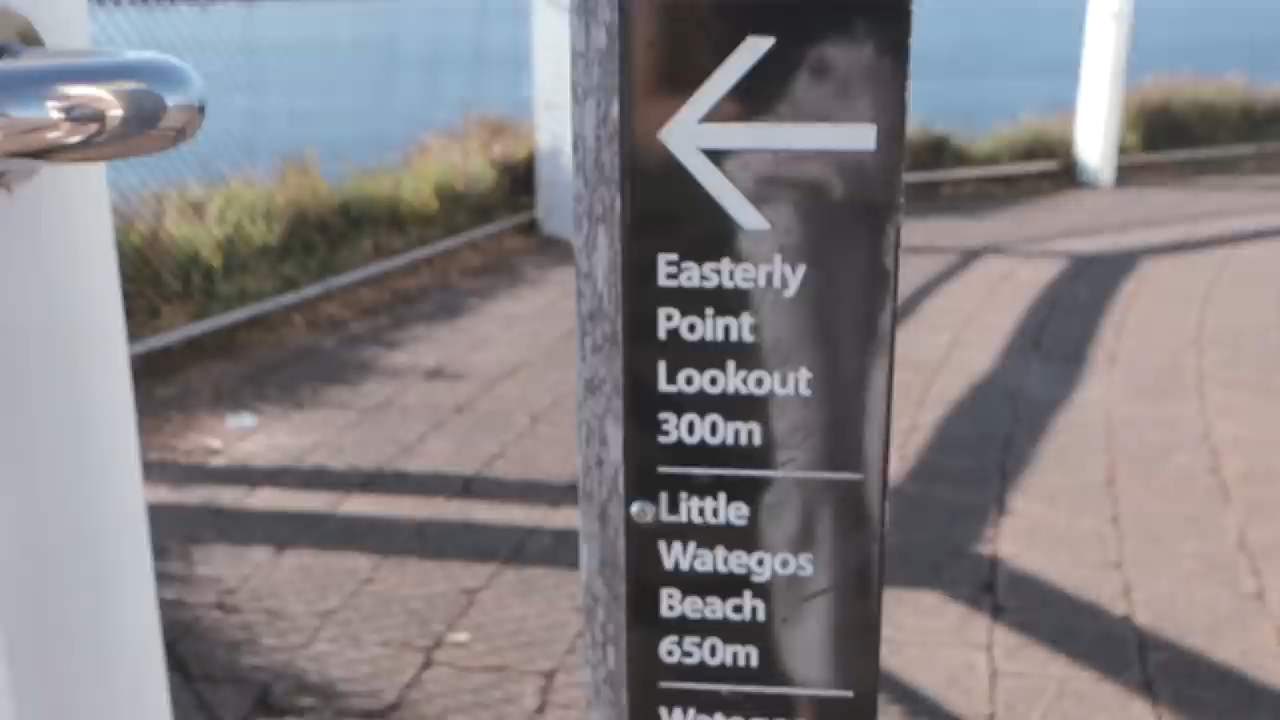 Easterly
Point
Lookout
300m
Little
Wategos
Beach
650m